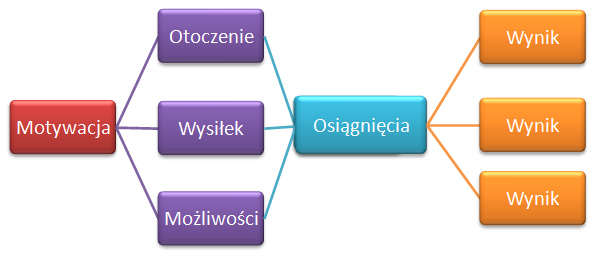 Motywacja
Otoczenie
Wysiłek
Możliwości
Osiągnięcia
Wynik
Wynik
Wynik